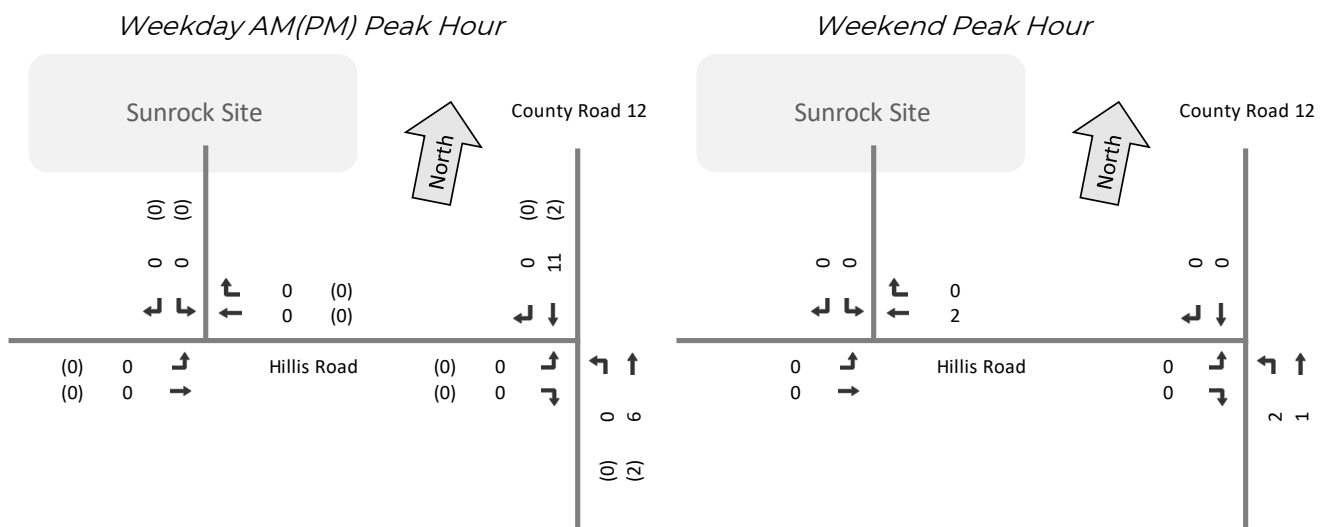 Weekday AM(PM) Peak Hour
Sunrock Site
North
County Road 12
(0) (0)
(0) (2)
0 0
0 11
0 (0)
0 (0)
(0) 0
(0) 0
Hillis Road
(0) 0
(0) 0
0 6
(0) (2)
Weekend Peak Hour
Sunrock Site
North
County Road 12
0 0
0 0
0
2
0
0
Hillis Road
0
0
2 1